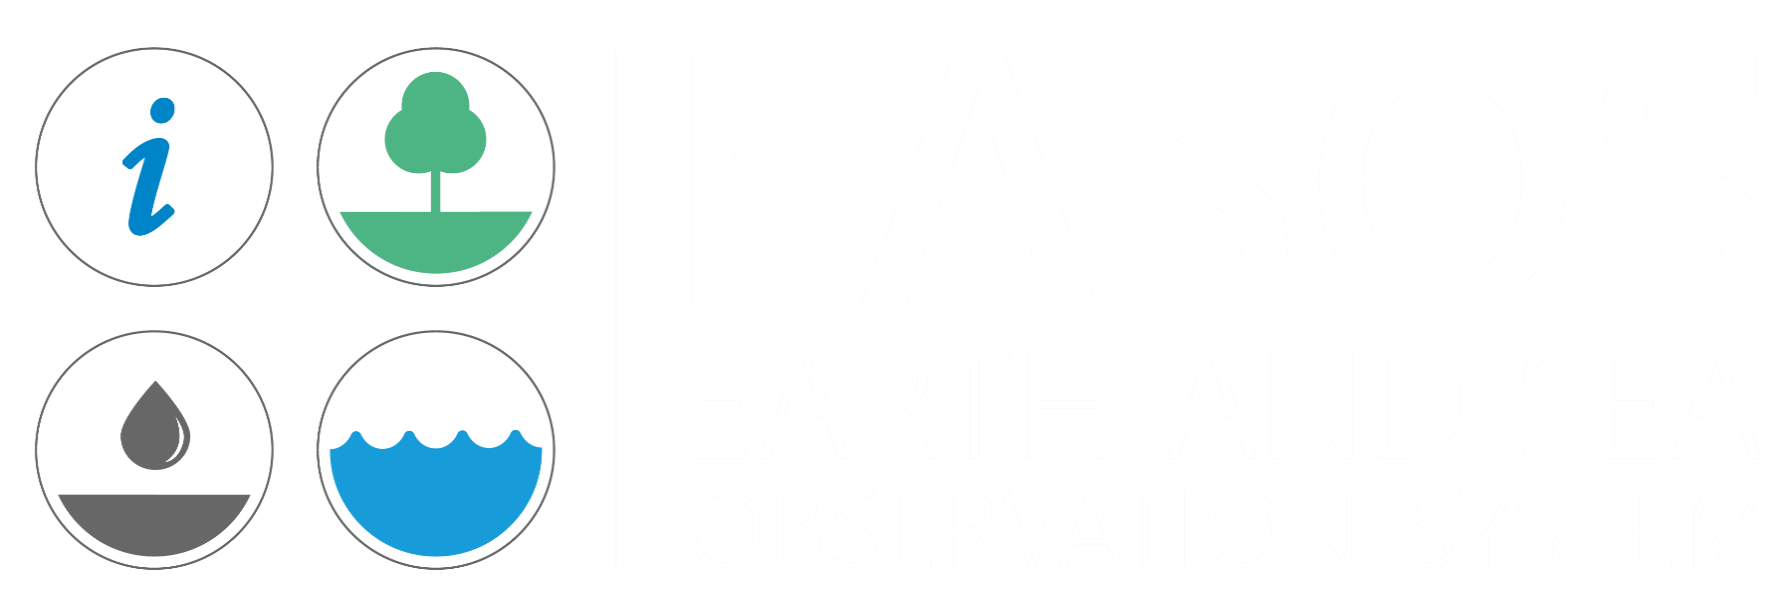 i
EASOS
EARTH AND SEA
OBSERVATION SYSTEM